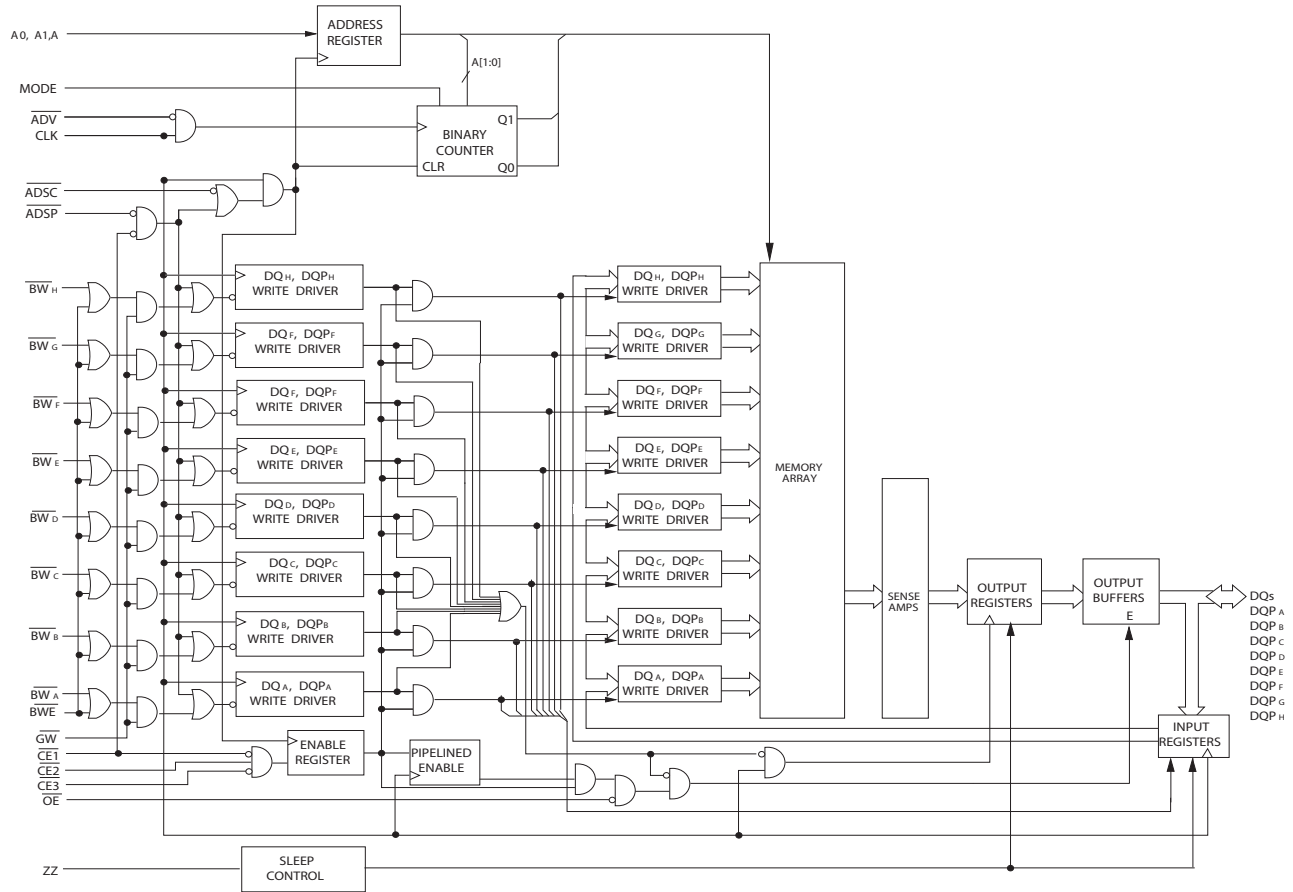 A0, A1,A
ADDRESS
REGISTER
A[1:0]
MODE
ADV
CLK
BINARY
COUNTER
CLR
Q1
Q0
ADSC
ADSP
BW H
DQ H, DQP H
WRITE DRIVER
DQ H, DQP H
WRITE DRIVER
BW G
DQ F, DQP F
WRITE DRIVER
DQ G, DQP G
WRITE DRIVER
BW F
DQ F, DQP F
WRITE DRIVER
DQ F, DQP F
WRITE DRIVER
BW E
DQ E, DQP E
WRITE DRIVER
DQ E, DQP E
WRITE DRIVER
MEMORY
ARRAY
BW D
DQ D, DQP D
WRITE DRIVER
DQ D, DQP D
WRITE DRIVER
BW C
DQ C, DQP C
WRITE DRIVER
DQ C, DQP C
WRITE DRIVER
SENSE
AMPS
OUTPUT
REGISTERS
OUTPUT
BUFFERS
E
DQs
DQP A
DQP B
DQP C
DQP D
DQP E
DQP F
DQP G
DQP H
BW B
DQ B, DQP B
WRITE DRIVER
DQ B, DQP B
WRITE DRIVER
BW A
BWE
DQ A, DQP A
WRITE DRIVER
DQ A, DQP A
WRITE DRIVER
INPUT
REGISTERS
GW
CE1
CE2
CE3
OE
ENABLE
REGISTER
PIPELINED
ENABLE
ZZ
SLEEP
CONTROL